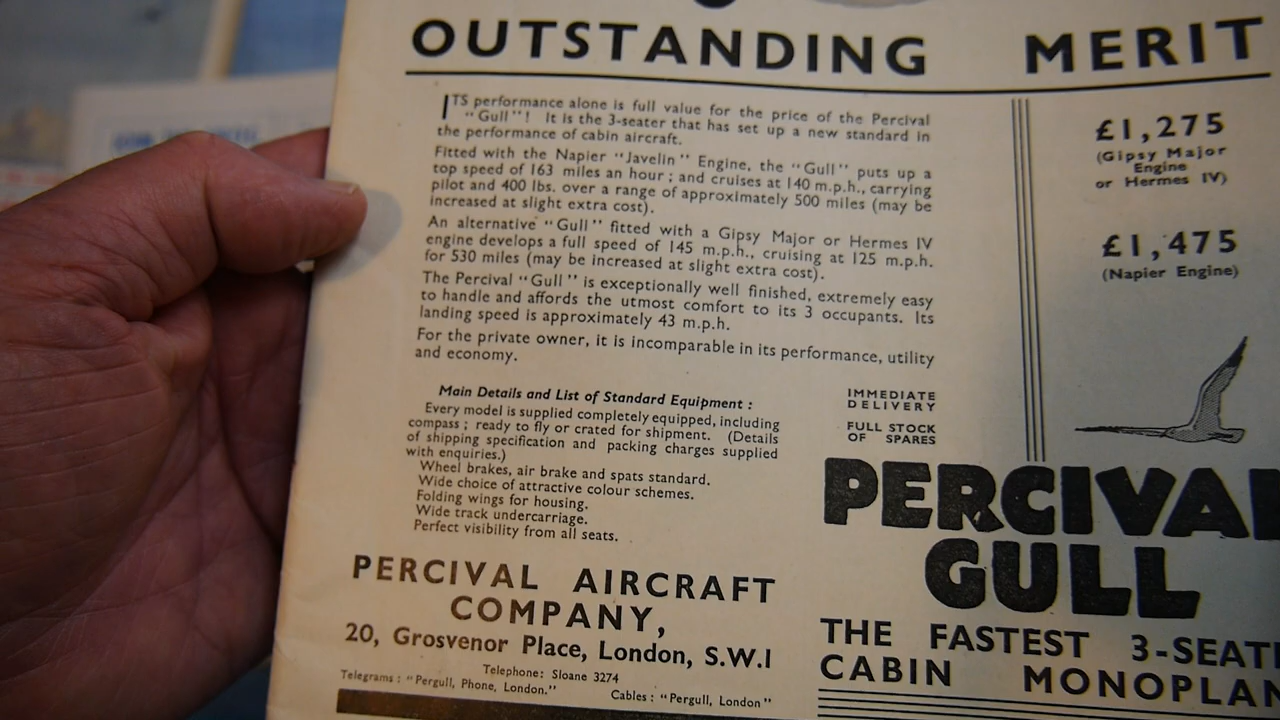 OUTSTANDING MERIT
ITS performance alone is full value for the price of the Percival
"Gull"! It is the 3-seater that has set up a new standard in
the performance of cabin aircraft.
Fitted with the Napier "Javelin" Engine, the "Gull" puts up a
top speed of 163 miles an hour; and cruises at 140 m.p.h., carrying
pilot and 400 lbs. over a range of approximately 500 miles (may be
increased at slight extra cost).
An alternative "Gull" fitted with a Gipsy Major or Hermes IV
engine develops a full speed of 145 m.p.h., cruising at 125 m.p.h.
for 530 miles (may be increased at slight extra cost).
The Percival "Gull" is exceptionally well finished, extremely easy
to handle and affords the utmost comfort to its 3 occupants. Its
landing speed is approximately 43 m.p.h.
For the private owner, it is incomparable in its performance, utility
and economy.
Main Details and List of Standard Equipment :
Every model is supplied completely equipped, including
compass; ready to fly or crated for shipment. (Details
of shipping specification and packing charges supplied
with enquiries.)
Wheel brakes, air brake and spats standard.
Wide choice of attractive colour schemes.
Folding wings for housing.
Wide track undercarriage.
Perfect visibility from all seats.
IMMEDIATE
DELIVERY
FULL STOCK
OF SPARES
£1,275
(Gipsy Major
Engine
or Hermes IV)
£1,475
(Napier Engine)
PERCIVAL
GULL
THE FASTEST 3-SEAT
CABIN MONOPLAN
PERCIVAL AIRCRAFT
COMPANY,
20, Grosvenor Place, London, S.W.1
Telephone: Sloane 3274
Telegrams: "Pergull, Phone, London." Cables: "Pergull, London"